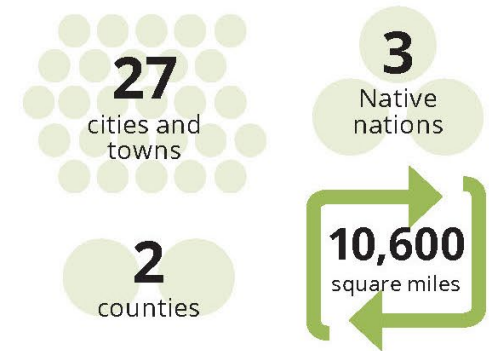 27
cities and
towns
3
Native
nations
2
counties
10,600
square miles